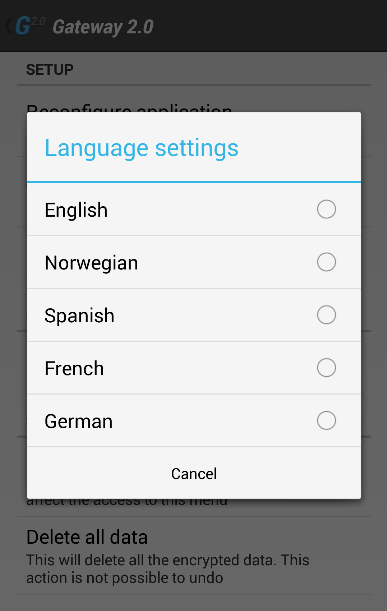 G2.0 Gateway 2.0
SETUP
Reconfigure application
Language settings
English
Norwegian
Spanish
French
German
Cancel
affect the access to this menu
Delete all data
This will delete all the encrypted data. This
action is not possible to undo